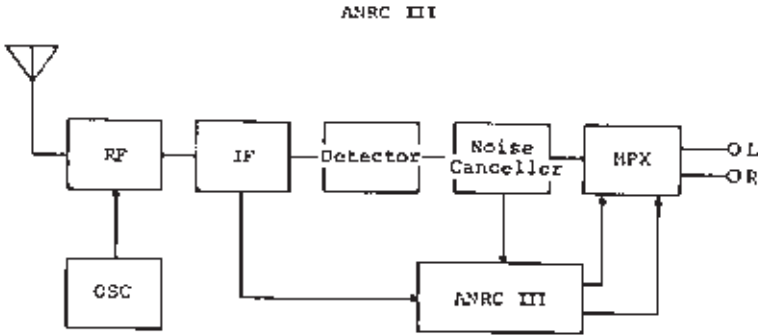 ANRC III
RF
IF
Detector
Noise
Canceller
MPX
L
R
OSC
ANRC III